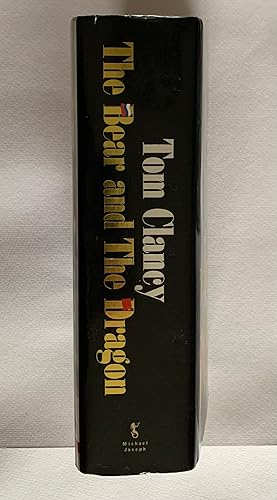 Tom Clancy
The Bear and The Dragon
Michael
Joseph